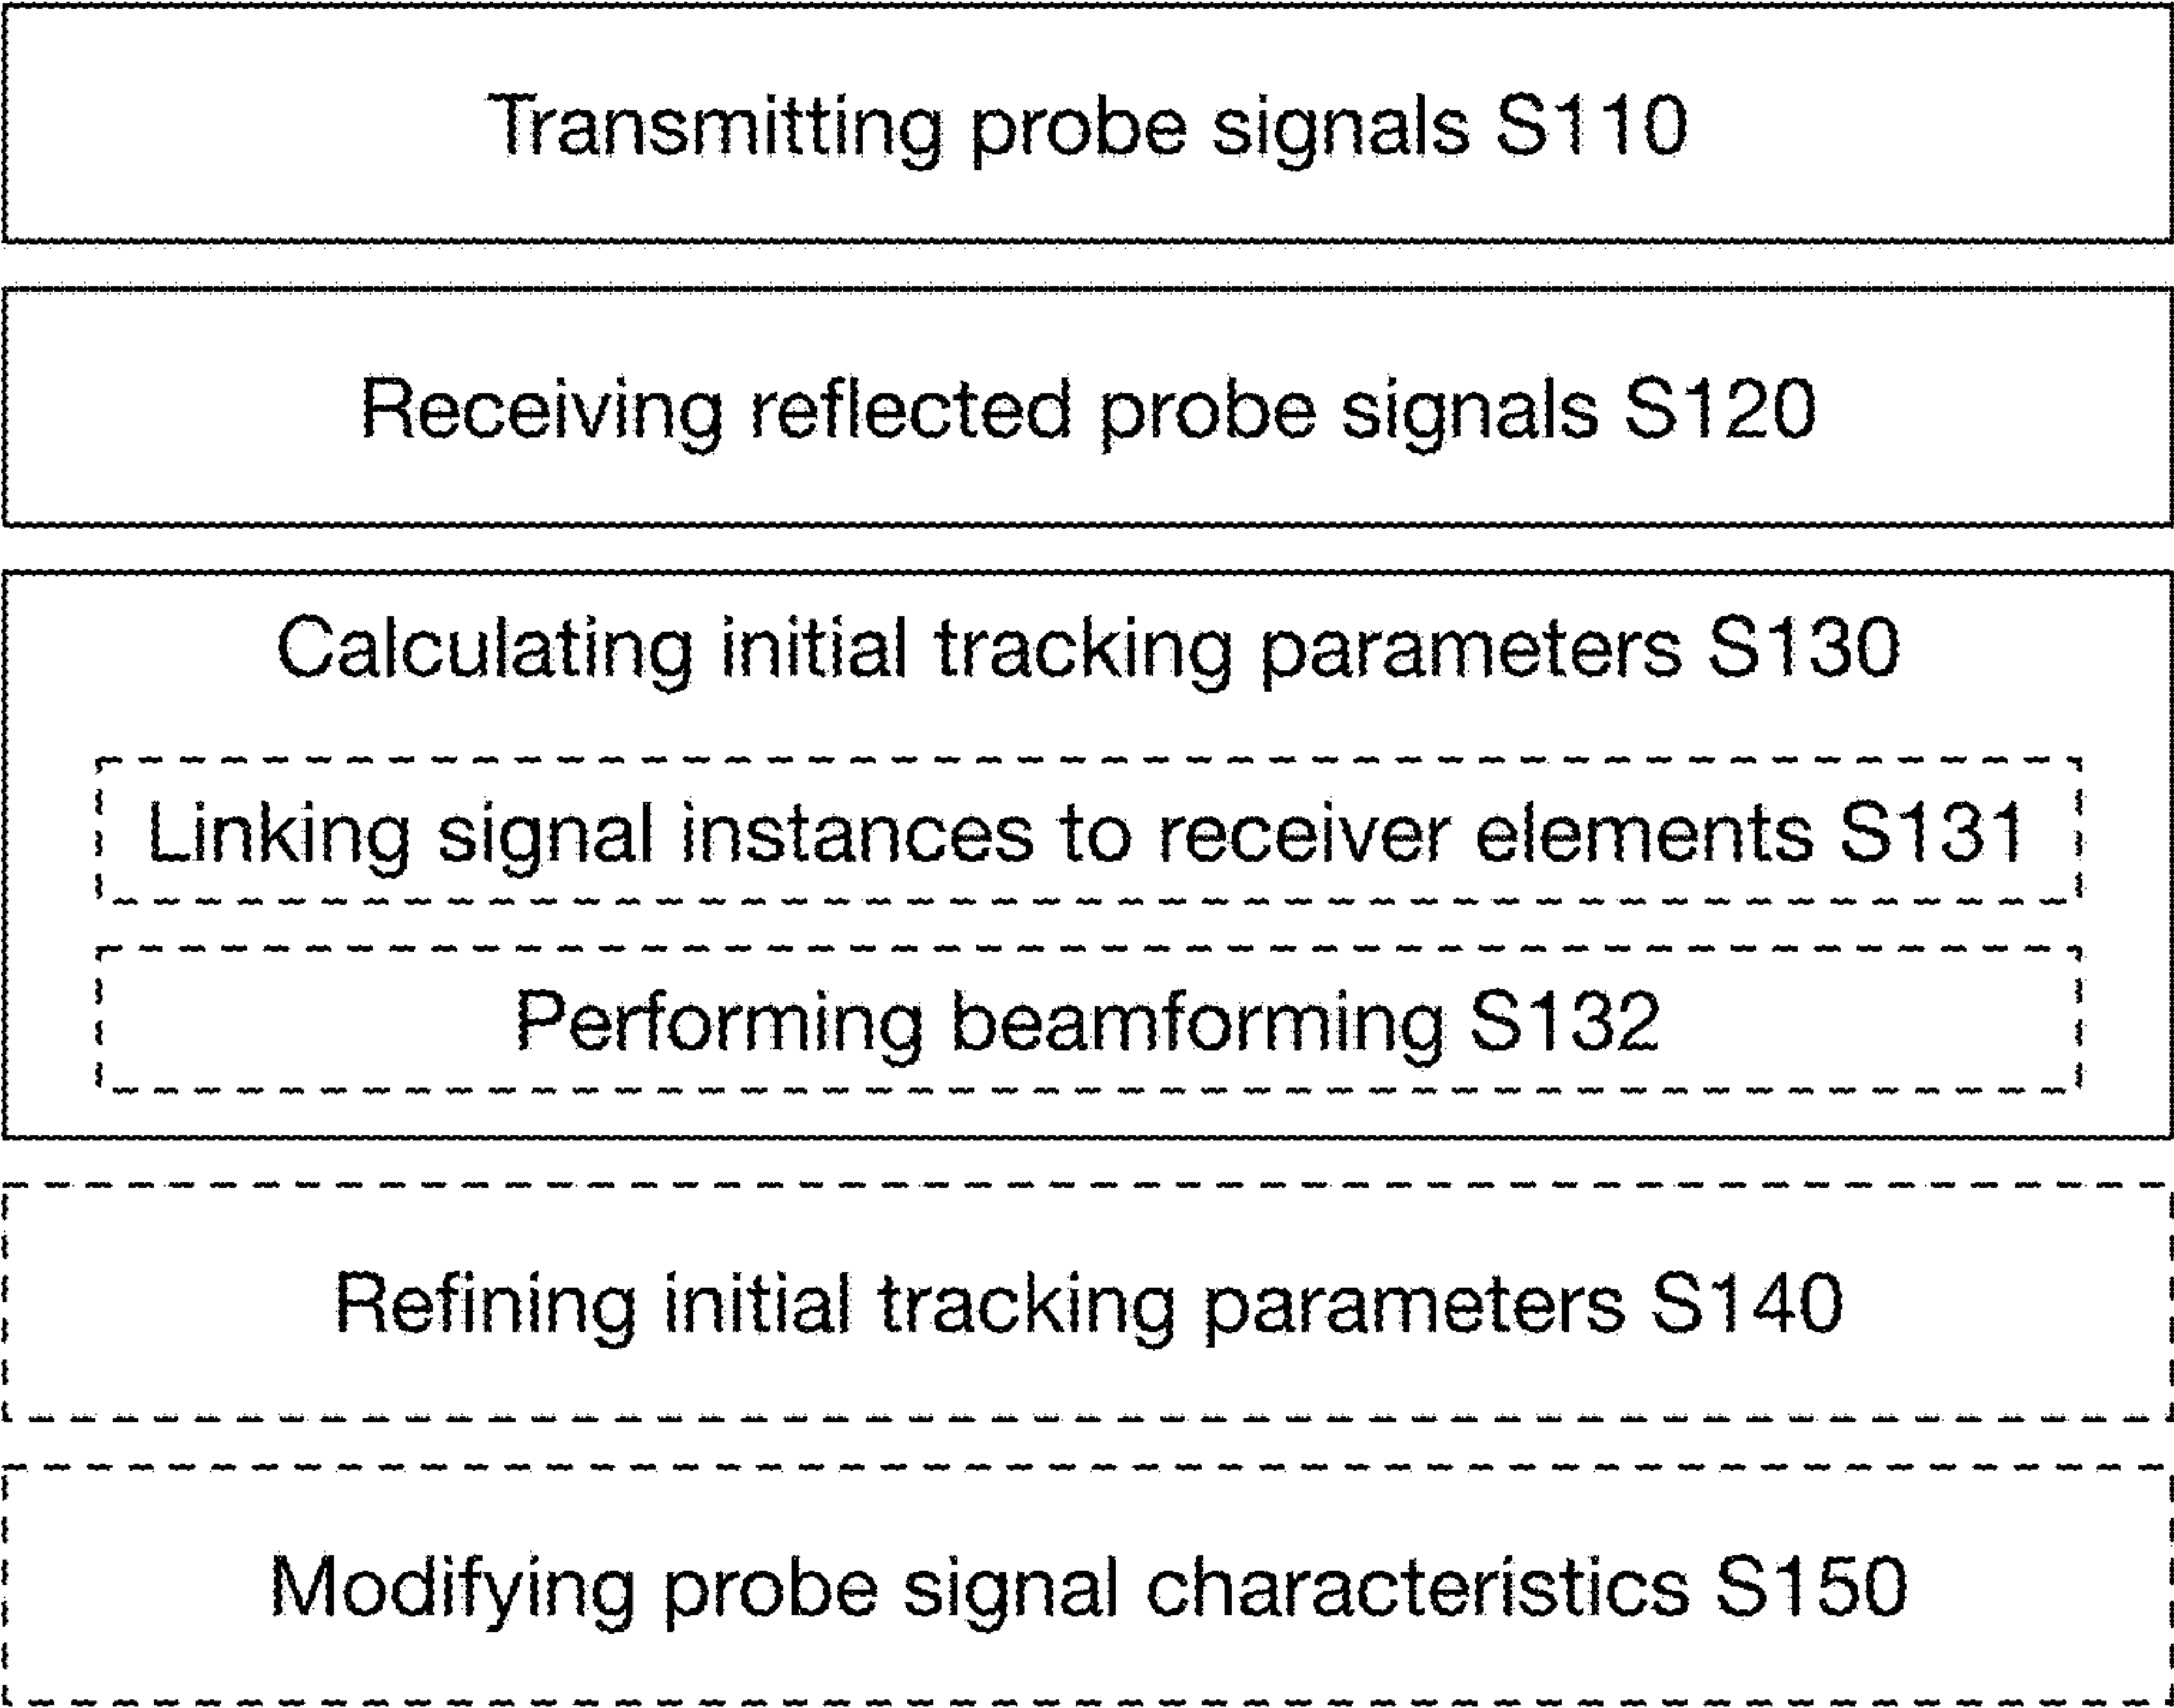 Transmitting probe signals S110
Receiving reflected probe signals S120
Calculating initial tracking parameters S130
Linking signal instances to receiver elements S131
Performing beamforming S132
Refining initial tracking parameters S140
Modifying probe signal characteristics S150